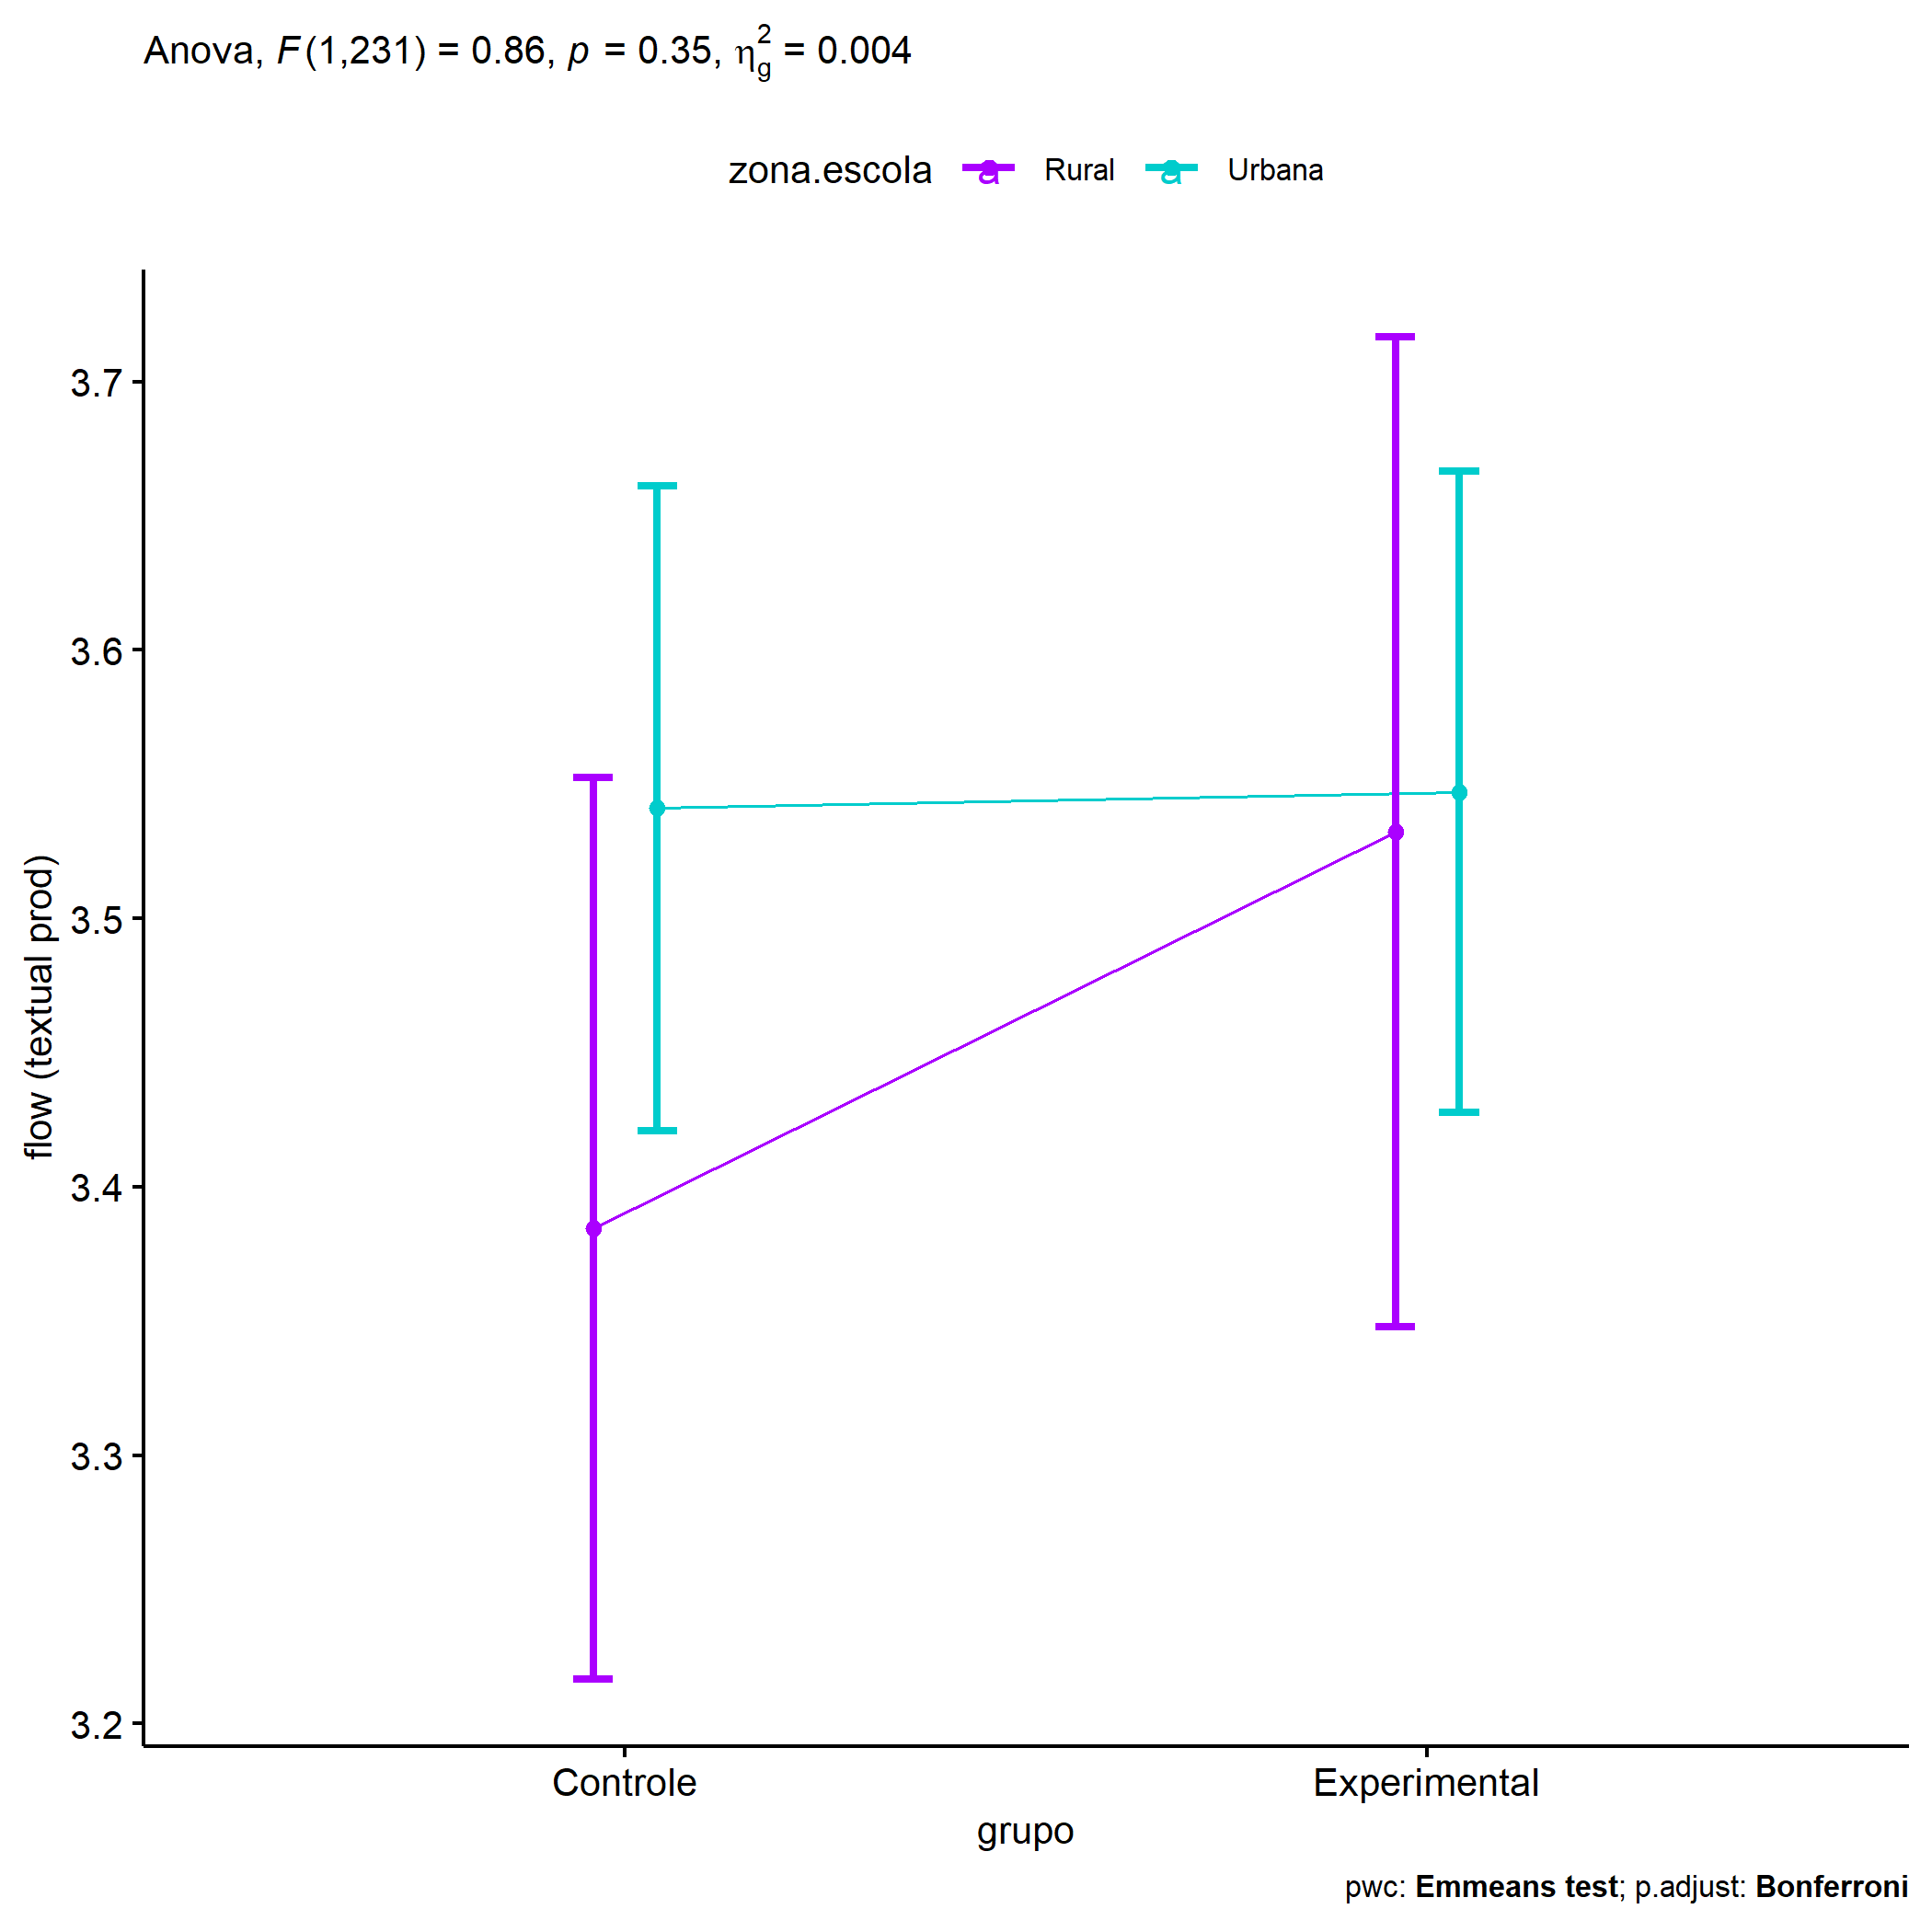 Anova, F(1,231) = 0.86, p = 0.35, η²g = 0.004
zona.escola a Rural a Urbana
3.7
3.6
3.5
3.4
3.3
3.2
flow (textual prod)
Controle Experimental
grupo
pwc: Emmeans test; p.adjust: Bonferroni